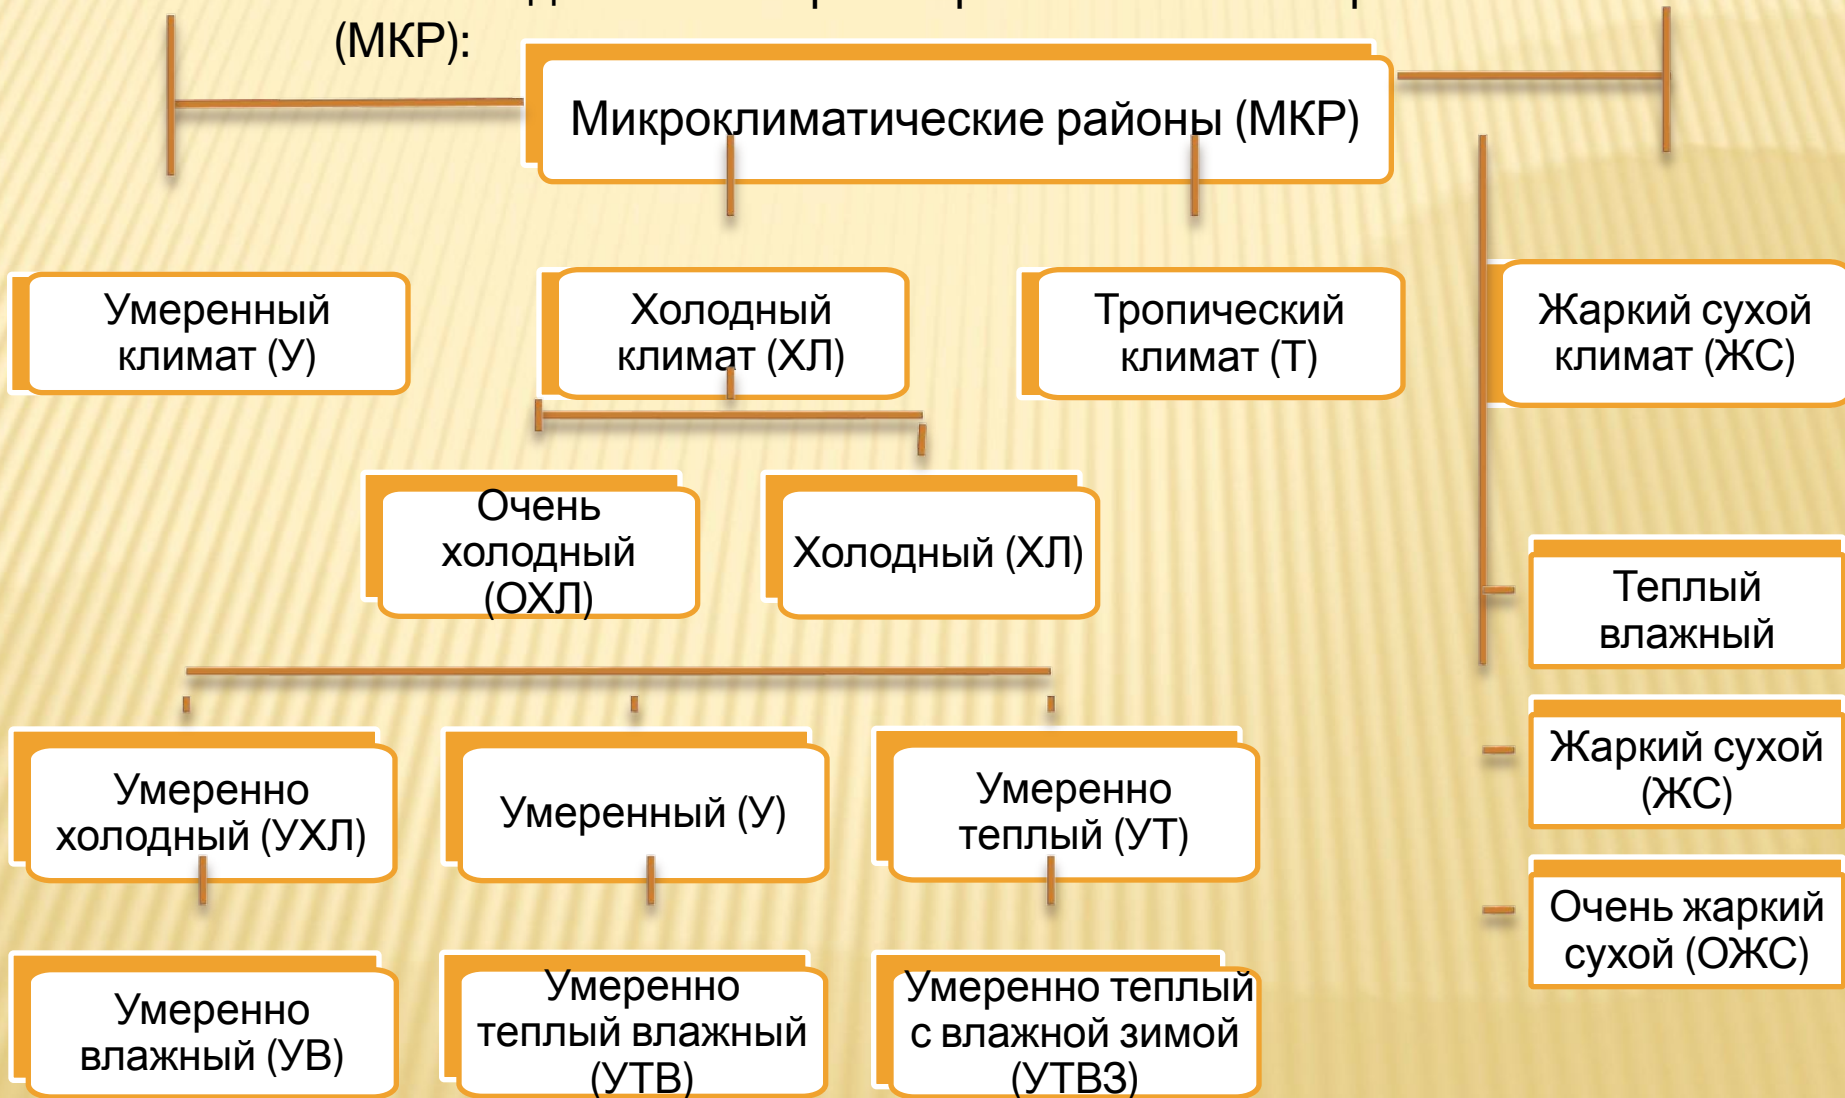 (МКР):
Микроклиматические районы (МКР)
Умеренный
климат (У)
Холодный
климат (ХЛ)
Тропический
климат (Т)
Жаркий сухой
климат (ЖС)
Очень
холодный
(ОХЛ)
Холодный (ХЛ)
Теплый
влажный
Жаркий сухой
(ЖС)
Очень жаркий
сухой (ОЖС)
Умеренно
холодный (УХЛ)
Умеренный (У)
Умеренно
теплый (УТ)
Умеренно
влажный (УВ)
Умеренно
теплый влажный
(УТВ)
Умеренно теплый
с влажной зимой
(УТВЗ)